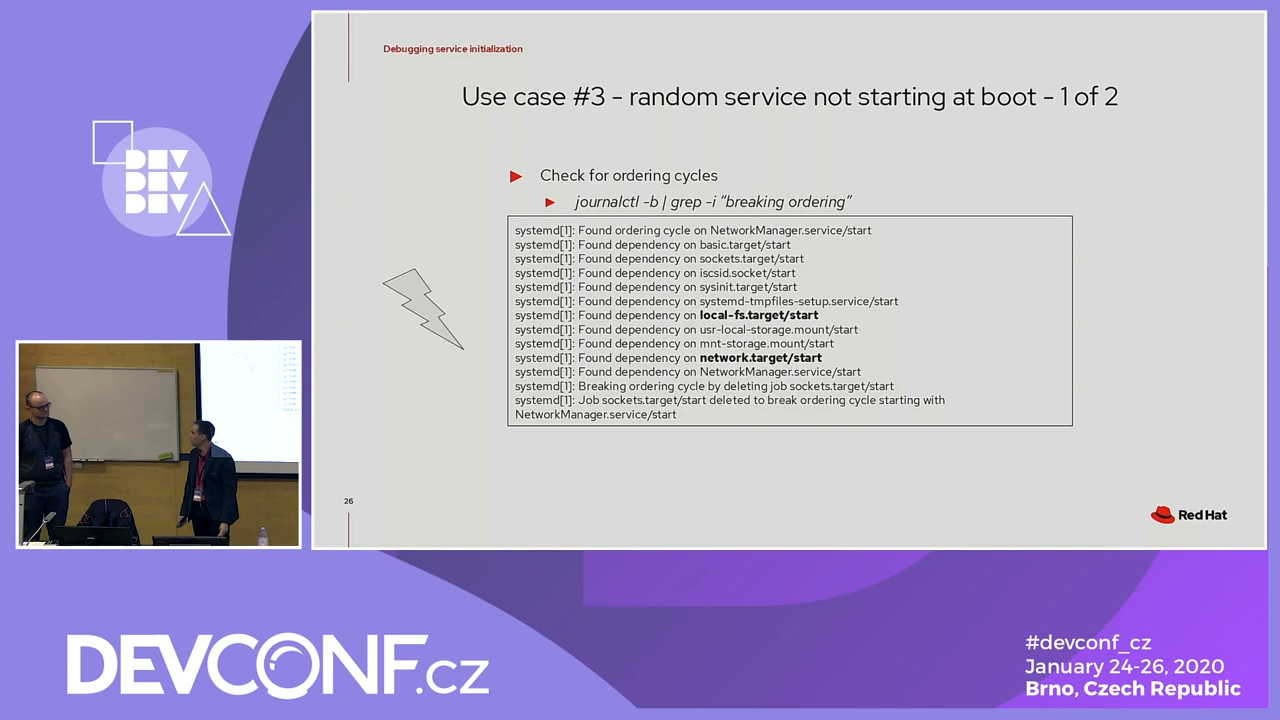 Debugging service initialization
Use case #3 - random service not starting at boot - 1 of 2
Check for ordering cycles
journalctl -b | grep -i “breaking ordering”
systemd[1]: Found ordering cycle on NetworkManager.service/start
systemd[1]: Found dependency on basic.target/start
systemd[1]: Found dependency on sockets.target/start
systemd[1]: Found dependency on iscsid.socket/start
systemd[1]: Found dependency on sysinit.target/start
systemd[1]: Found dependency on systemd-tmpfiles-setup.service/start
systemd[1]: Found dependency on local-fs.target/start
systemd[1]: Found dependency on usr-local-storage.mount/start
systemd[1]: Found dependency on mnt-storage.mount/start
systemd[1]: Found dependency on network.target/start
systemd[1]: Found dependency on NetworkManager.service/start
systemd[1]: Breaking ordering cycle by deleting job sockets.target/start
systemd[1]: Job sockets.target/start deleted to break ordering cycle starting with
NetworkManager.service/start
26
Red Hat
DEV
DEV
DEV
DEVCONF.cz
#devconf_cz
January 24-26, 2020
Brno, Czech Republic